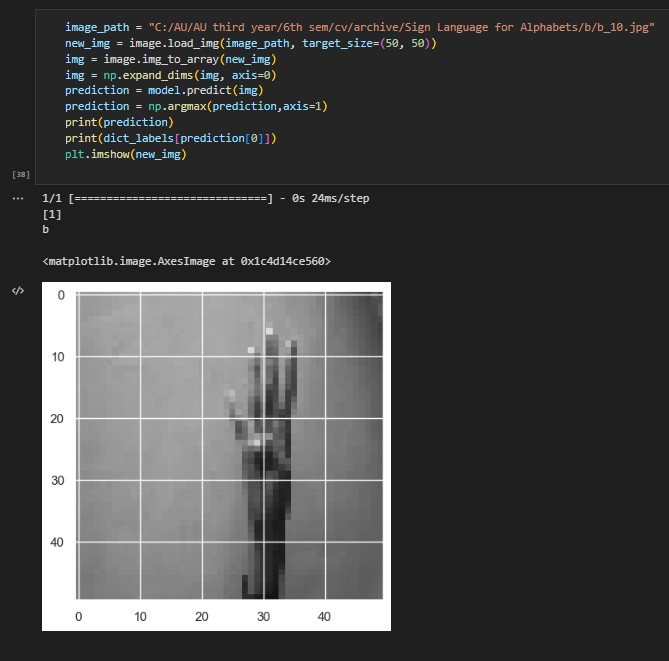 image_path = "C:/AU/AU third year/6th sem/cv/archive/Sign Language for Alphabets/b/b_10.jpg"
new_img = image.load_img(image_path, target_size=(50, 50))
img = image.img_to_array(new_img)
img = np.expand_dims(img, axis=0)
prediction = model.predict(img)
prediction = np.argmax(prediction,axis=1)
print(prediction)
print(dict_labels[prediction[0]])
plt.imshow(new_img)
[38]
... 1/1 [==============================] - 0s 24ms/step
[1]
b
<matplotlib.image.AxesImage at 0x1c4d14ce560>
</>
0
10
20
30
40
0 10 20 30 40